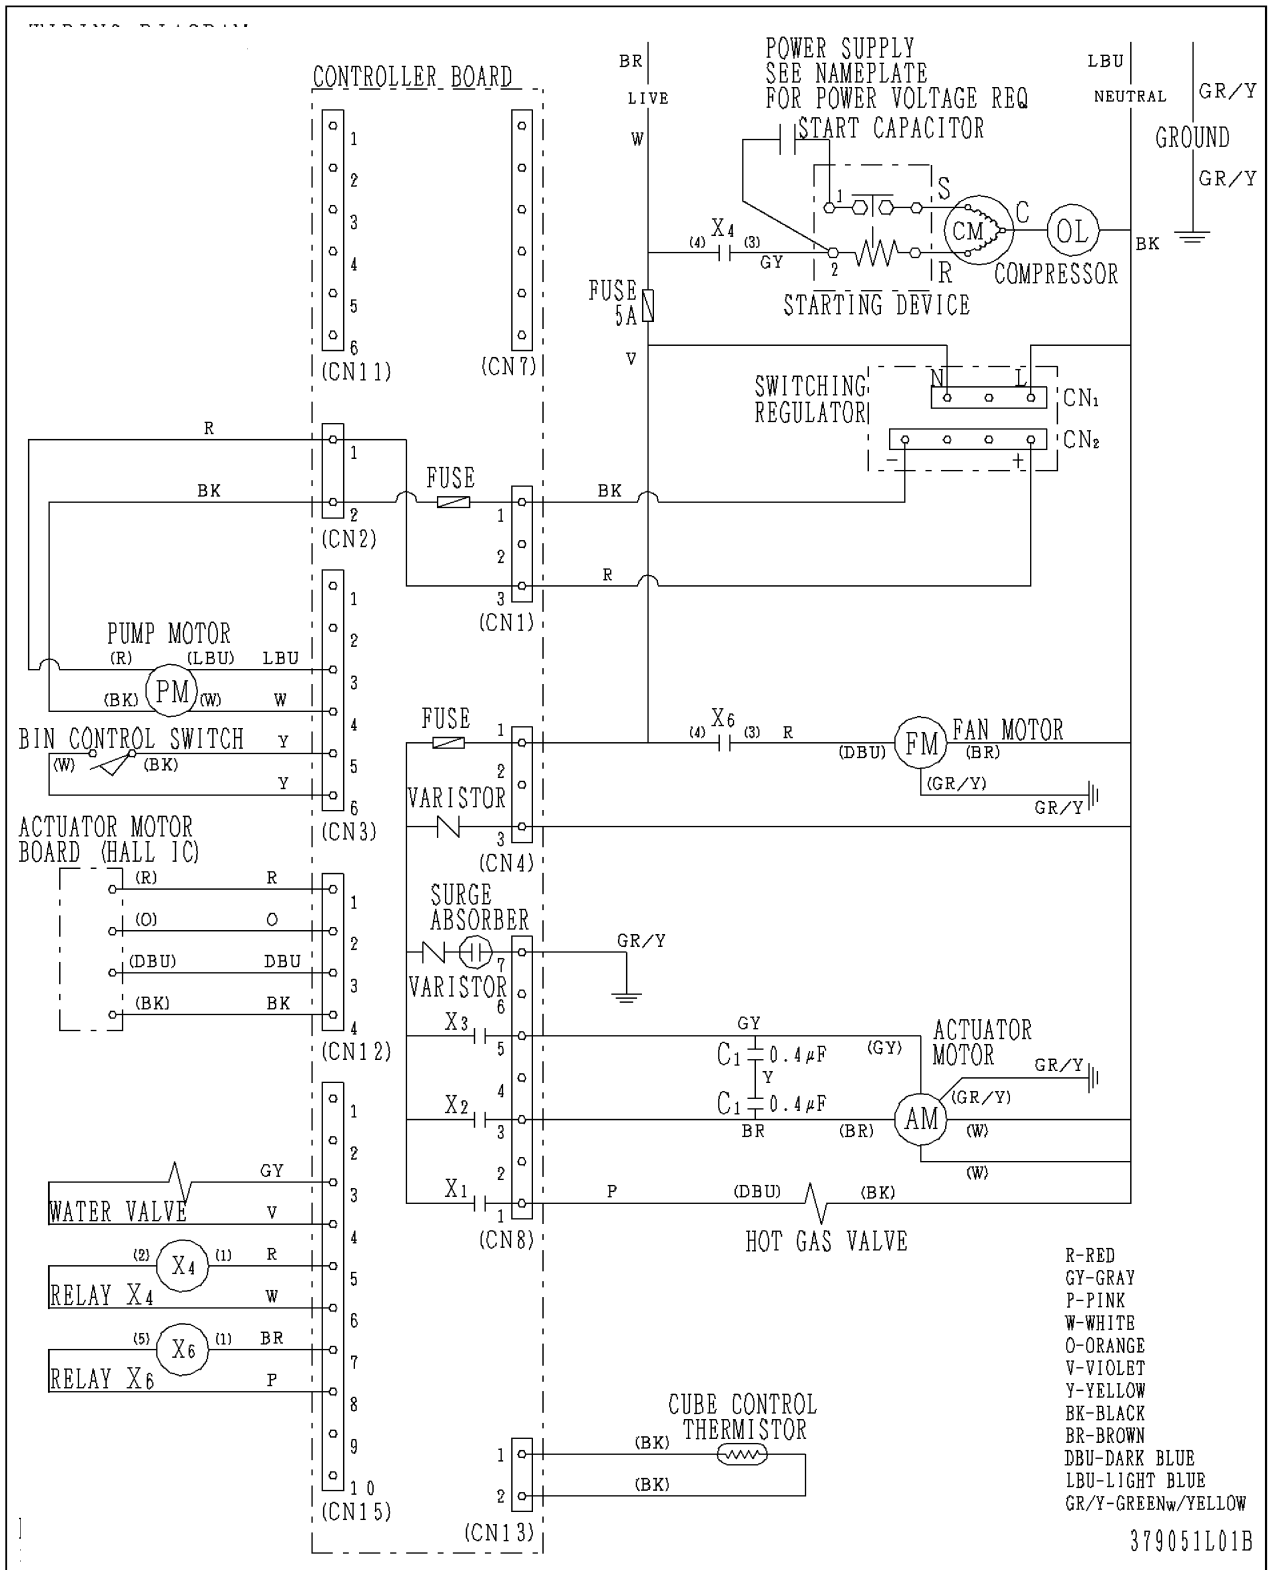 CONTROLLER BOARD
BR
LIVE
W
POWER SUPPLY
SEE NAMEPLATE
FOR POWER VOLTAGE REQ
START CAPACITOR
LBU
NEUTRAL
GR/Y
GROUND
GR/Y
1
2
3
4
5
6
(CN11)
(CN7)
(4) X4 (3)
GY
1
2
S
R
CM
C
OL
BK
COMPRESSOR
STARTING DEVICE
FUSE
5A
V
SWITCHING
REGULATOR
N L
CN1
CN2
- +
R
BK
1
2
(CN2)
FUSE
BK
R
1
2
3
(CN1)
PUMP MOTOR
(R) (LBU) LBU
PM
(BK) (W) W
BIN CONTROL SWITCH
Y
(W) (BK)
Y
1
2
3
4
5
6
(CN3)
FUSE
VARISTOR
1
2
3
(CN4)
(4) X6 (3) R
(DBU) FM (BR)
FAN MOTOR
(GR/Y)
GR/Y
ACTUATOR MOTOR
BOARD (HALL IC)
(R) R
(O) O
(DBU) DBU
(BK) BK
1
2
3
4
(CN12)
SURGE
ABSORBER
VARISTOR
GR/Y
7
6
5
4
3
2
1
(CN8)
X3
X2
X1
GY
C1 0.4μF (GY)
Y
C1 0.4μF
BR (BR)
ACTUATOR
MOTOR
GR/Y
(GR/Y)
AM
(W)
(W)
P (DBU) (BK)
HOT GAS VALVE
GY
WATER VALVE V
(2) X4 (1) R
RELAY X4 W
(5) X6 (1) BR
RELAY X6 P
1
2
3
4
5
6
7
8
9
10
(CN15)
CUBE CONTROL
THERMISTOR
(BK)
(BK)
1
2
(CN13)
R-RED
GY-GRAY
P-PINK
W-WHITE
O-ORANGE
V-VIOLET
Y-YELLOW
BK-BLACK
BR-BROWN
DBU-DARK BLUE
LBU-LIGHT BLUE
GR/Y-GREENw/YELLOW
379051L01B